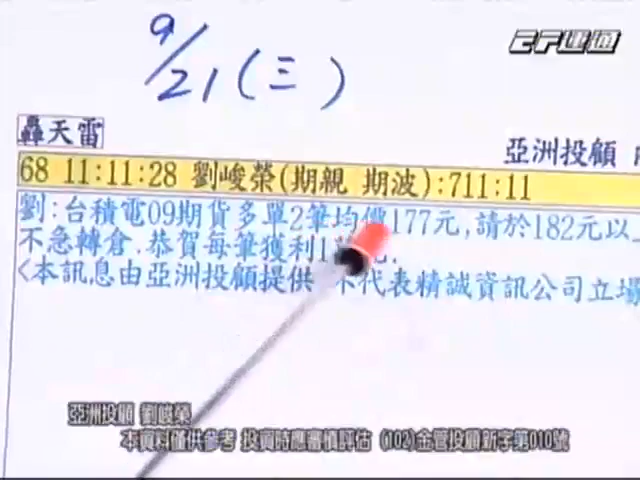 9/21(三)
EF理通
轟天雷
亞洲投顧
68 11:11:28 劉峻榮(期親 期波):711:11
劉:台積電09期貨多單2筆均價177元,請於182元以上
不急轉倉.恭賀每筆獲利1元.
<本訊息由亞洲投顧提供 不代表精誠資訊公司立場
亞洲投顧 劉峻榮
本資料僅供參考 投資時應審慎評估 (102)金管投顧新字第010號